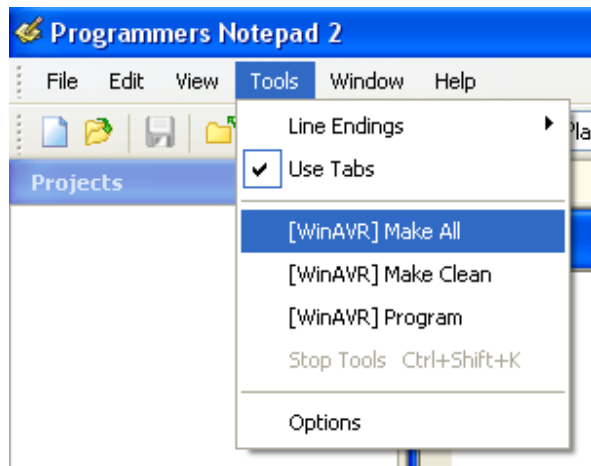 Programmers Notepad 2
File Edit View Tools Window Help
Line Endings
Use Tabs
Projects
[WinAVR] Make All
[WinAVR] Make Clean
[WinAVR] Program
Stop Tools Ctrl+Shift+K
Options